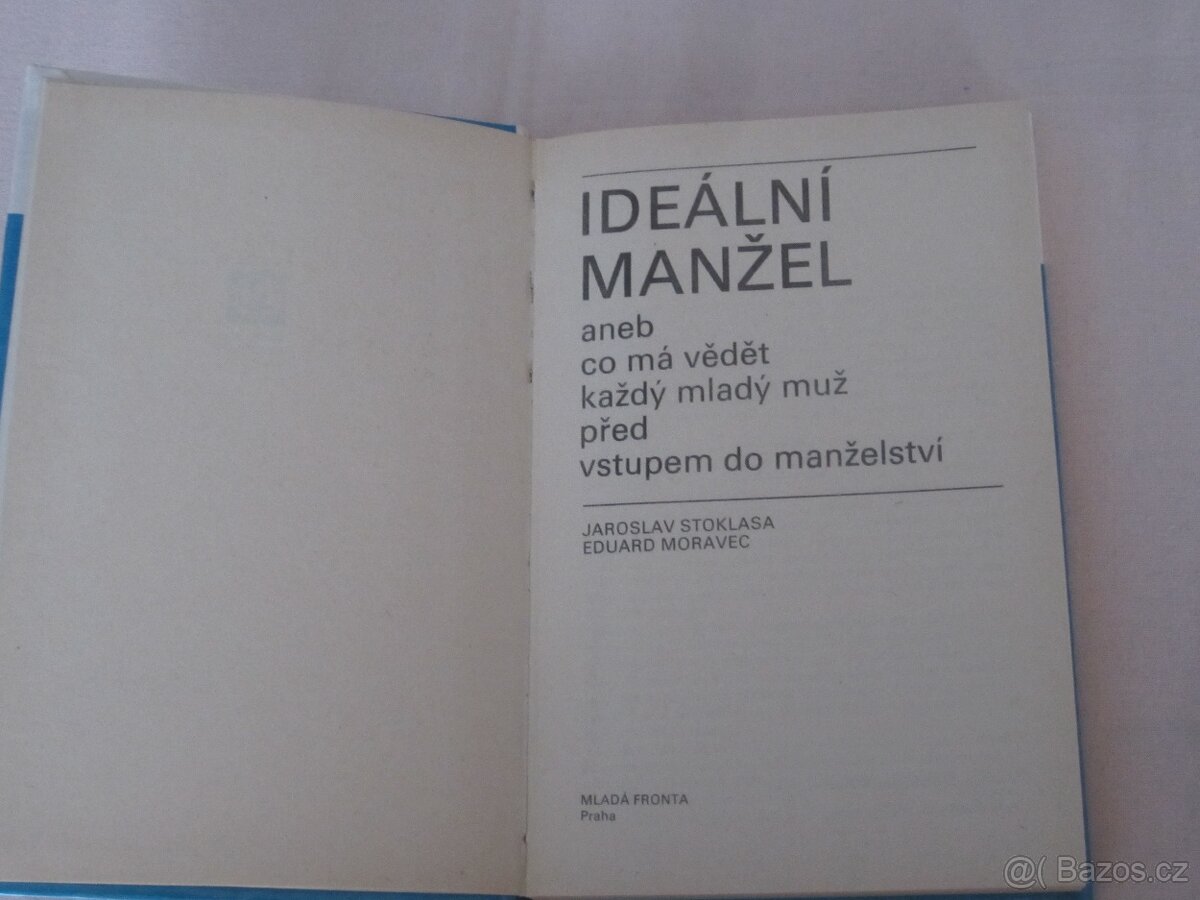 IDEÁLNÍ
MANŽEL
aneb
co má vědět
každý mladý muž
před
vstupem do manželství
JAROSLAV STOKLASA
EDUARD MORAVEC
MLADÁ FRONTA
Praha
@( Bazos.cz